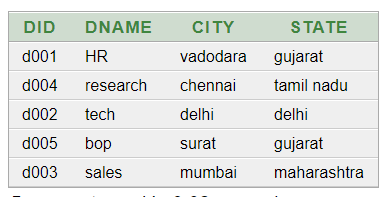 DID DNAME CITY STATE
d001 HR vadodara gujarat
d004 research chennai tamil nadu
d002 tech delhi delhi
d005 bop surat gujarat
d003 sales mumbai maharashtra